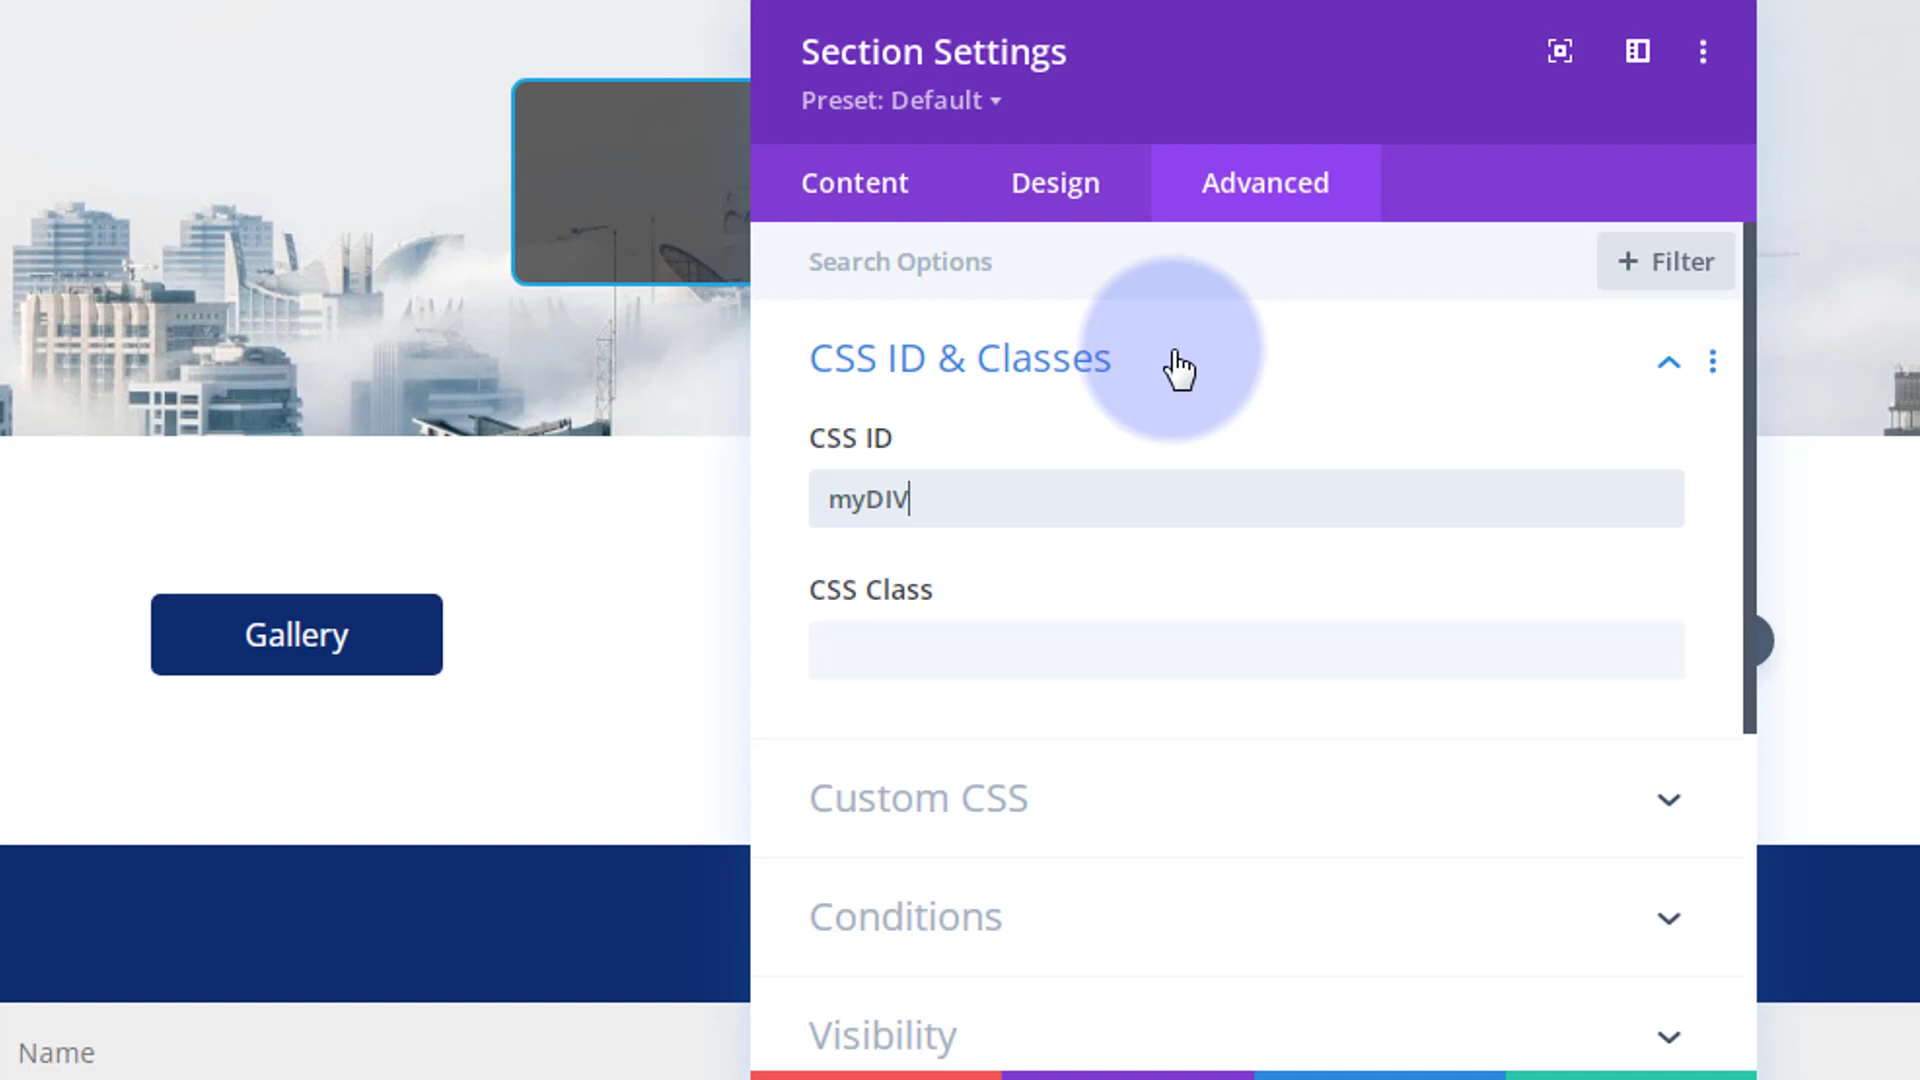 Section Settings
Preset: Default
Content
Design
Advanced
Search Options
+ Filter
CSS ID & Classes
CSS ID
myDIV
CSS Class
Gallery
Custom CSS
Conditions
Visibility
Name